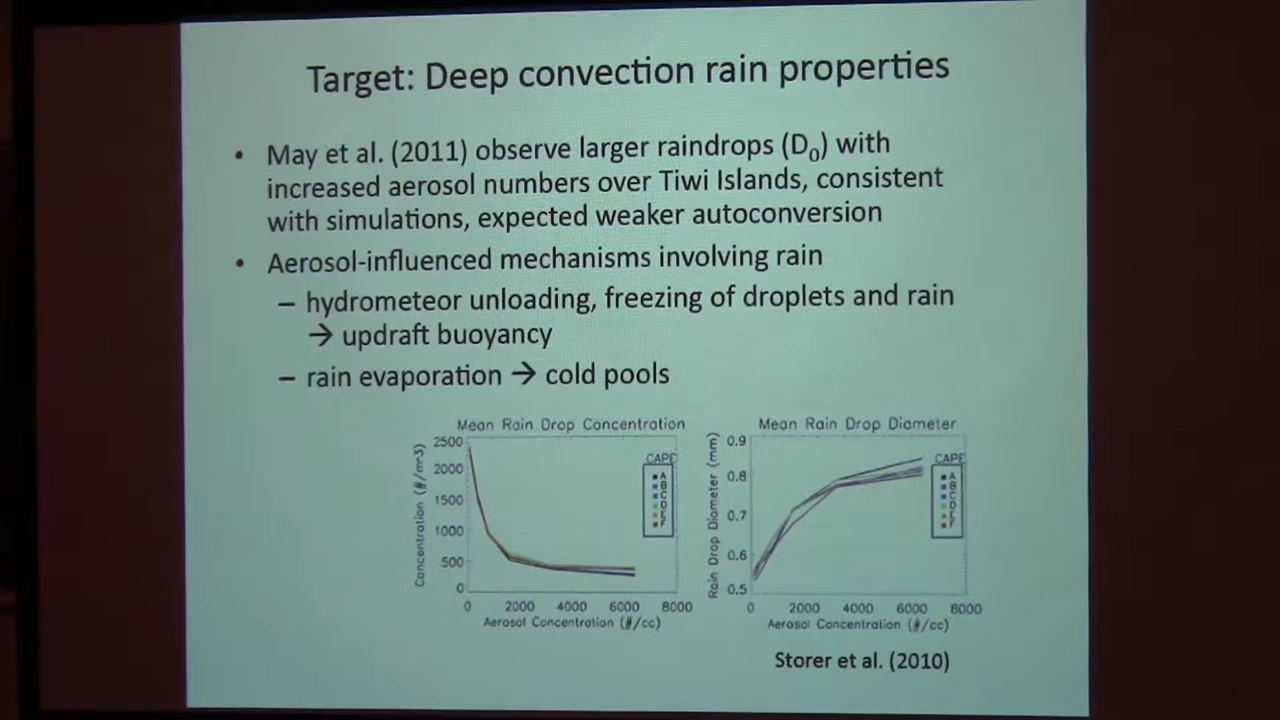 Target: Deep convection rain properties
• May et al. (2011) observe larger raindrops (D₀) with
increased aerosol numbers over Tiwi Islands, consistent
with simulations, expected weaker autoconversion
• Aerosol-influenced mechanisms involving rain
– hydrometeor unloading, freezing of droplets and rain
→ updraft buoyancy
– rain evaporation → cold pools
Mean Rain Drop Concentration
Concentration (#/m^3)
2500
2000
1500
1000
500
0
0 2000 4000 6000 8000
Aerosol Concentration (#/cc)
CAPE
A
B
C
D
E
F
Mean Rain Drop Diameter
Rain Drop Diameter (mm)
0.9
0.8
0.7
0.6
0.5
0 2000 4000 6000 8000
Aerosol Concentration (#/cc)
CAPE
A
B
C
D
E
F
Storer et al. (2010)